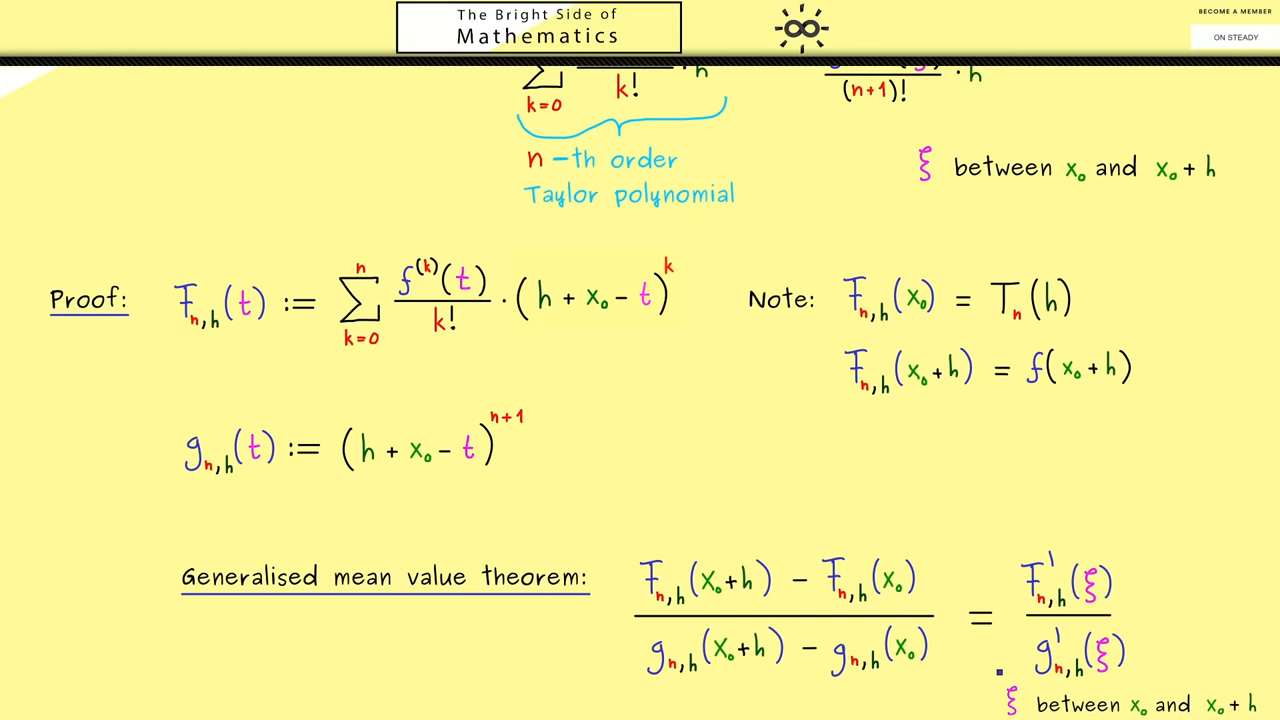 The Bright Side of
Mathematics
BECOME A MEMBER
ON STEADY
∑ k=0 k! · h
(n+1)! · h
n-th order
Taylor polynomial
ξ between x₀ and x₀ + h
Proof: F_{n,h}(t) := ∑_{k=0}^{n} f^{(k)}(t) / k! · (h + x₀ - t)^k
Note: F_{n,h}(x₀) = T_n(h)
F_{n,h}(x₀+h) = f(x₀+h)
g_{n,h}(t) := (h + x₀ - t)^{n+1}
Generalised mean value theorem: (F_{n,h}(x₀+h) - F_{n,h}(x₀)) / (g_{n,h}(x₀+h) - g_{n,h}(x₀)) = F'_{n,h}(ξ) / g'_{n,h}(ξ)
ξ between x₀ and x₀ + h